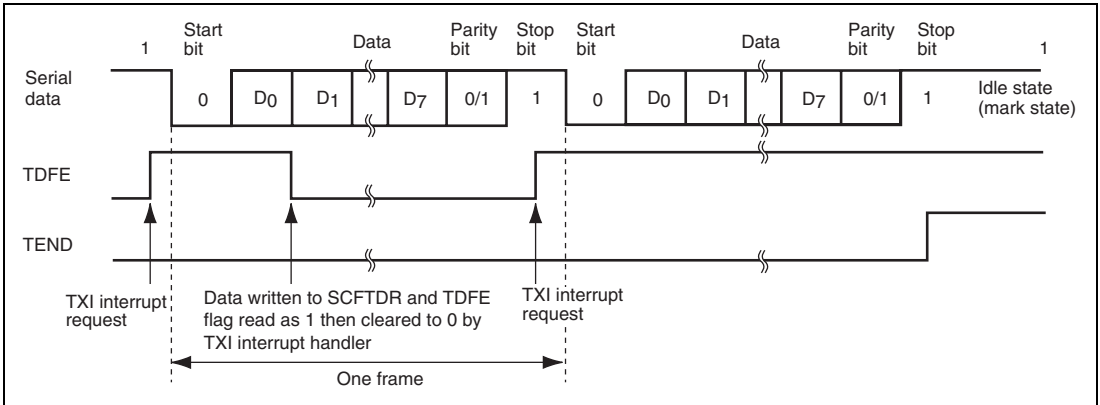 1 Start bit Data Parity bit Stop bit Start bit Data Parity bit Stop bit 1
Serial data 0 D0 D1 D7 0/1 1 0 D0 D1 D7 0/1 1 Idle state (mark state)
TDFE
TEND
TXI interrupt request
Data written to SCFTDR and TDFE
flag read as 1 then cleared to 0 by
TXI interrupt handler
TXI interrupt request
One frame